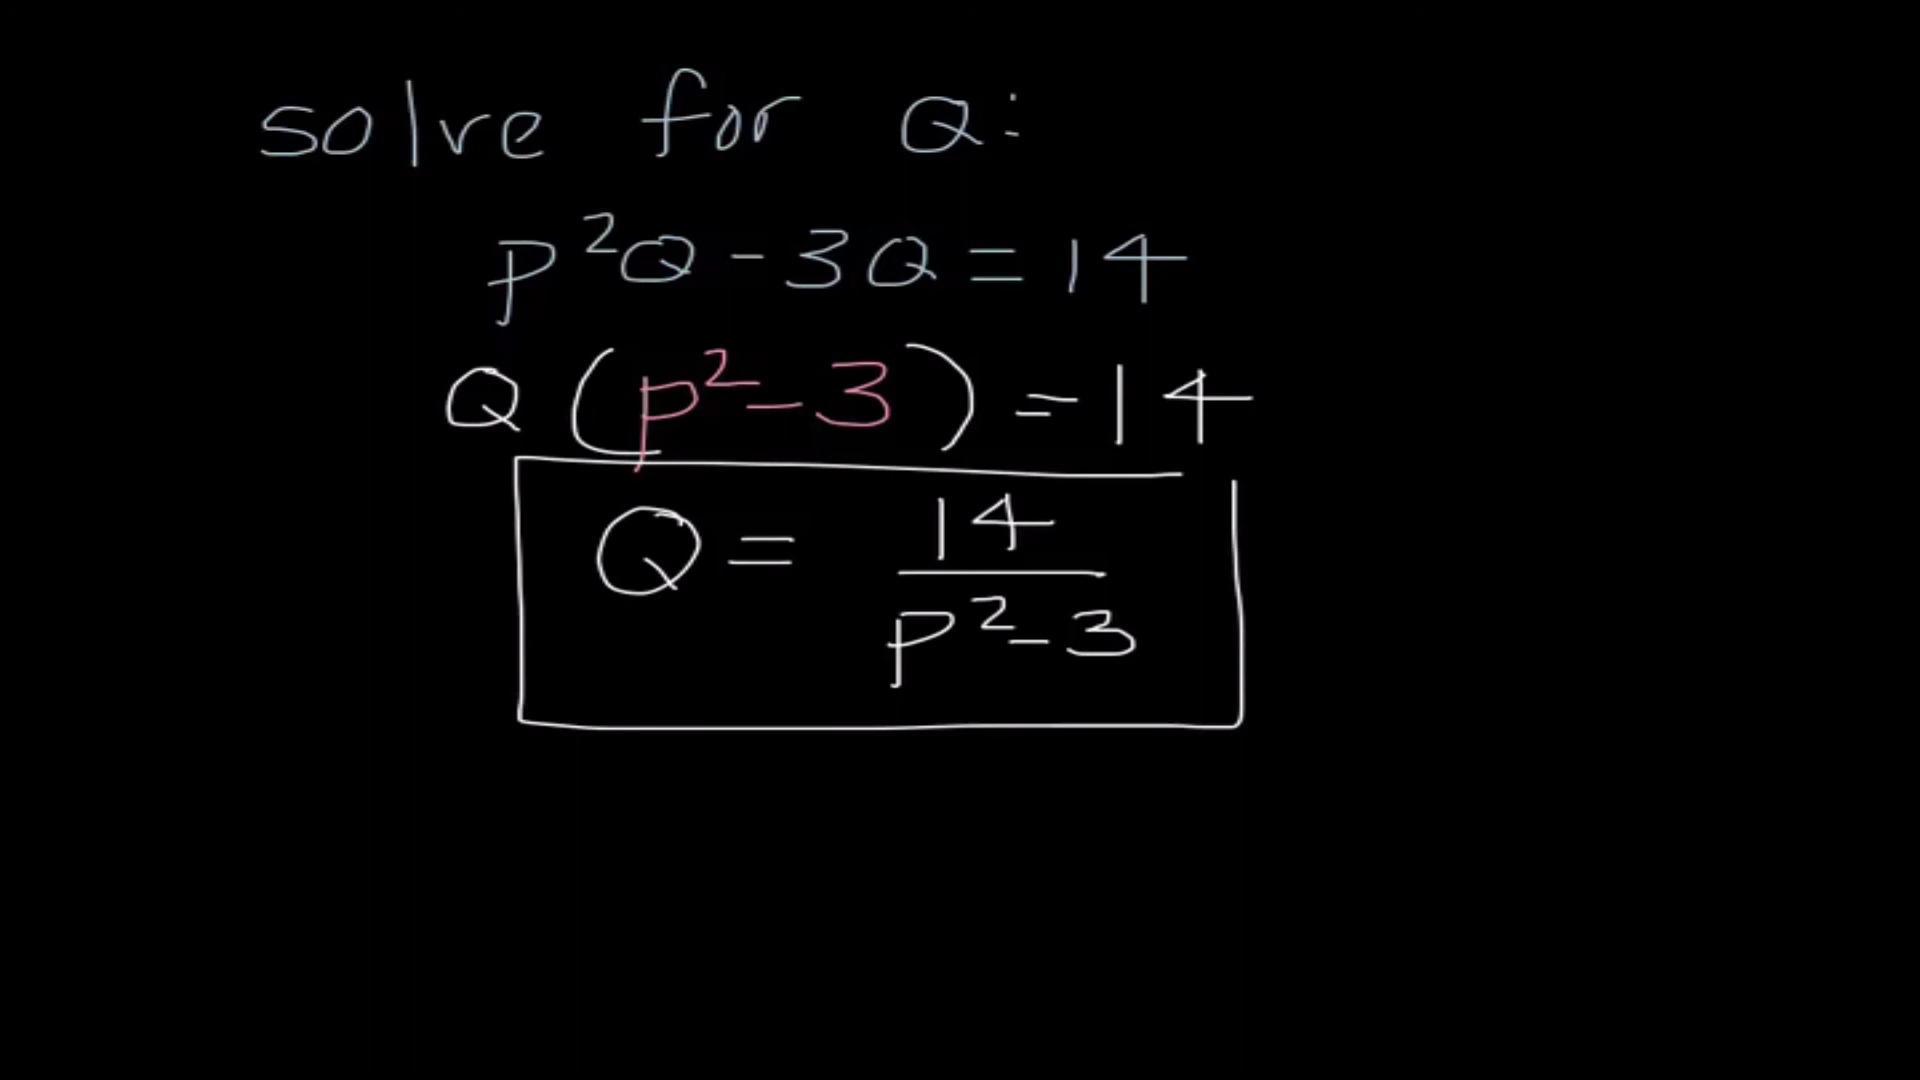 solve for Q:
p²Q - 3Q = 14
Q (p² - 3) = 14
Q = 14 / p² - 3